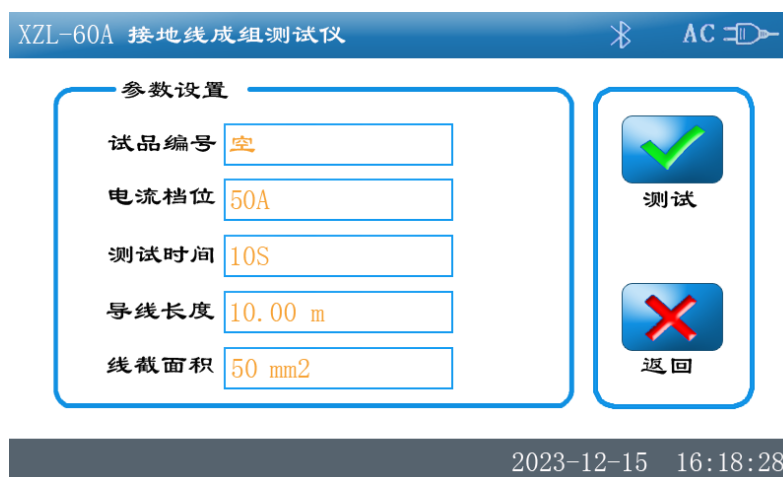 XZL-60A 接地线成组测试仪 AC
参数设置
试品编号 空
电流档位 50A
测试时间 10S
导线长度 10.00 m
线截面积 50 mm2
测试
返回
2023-12-15 16:18:28